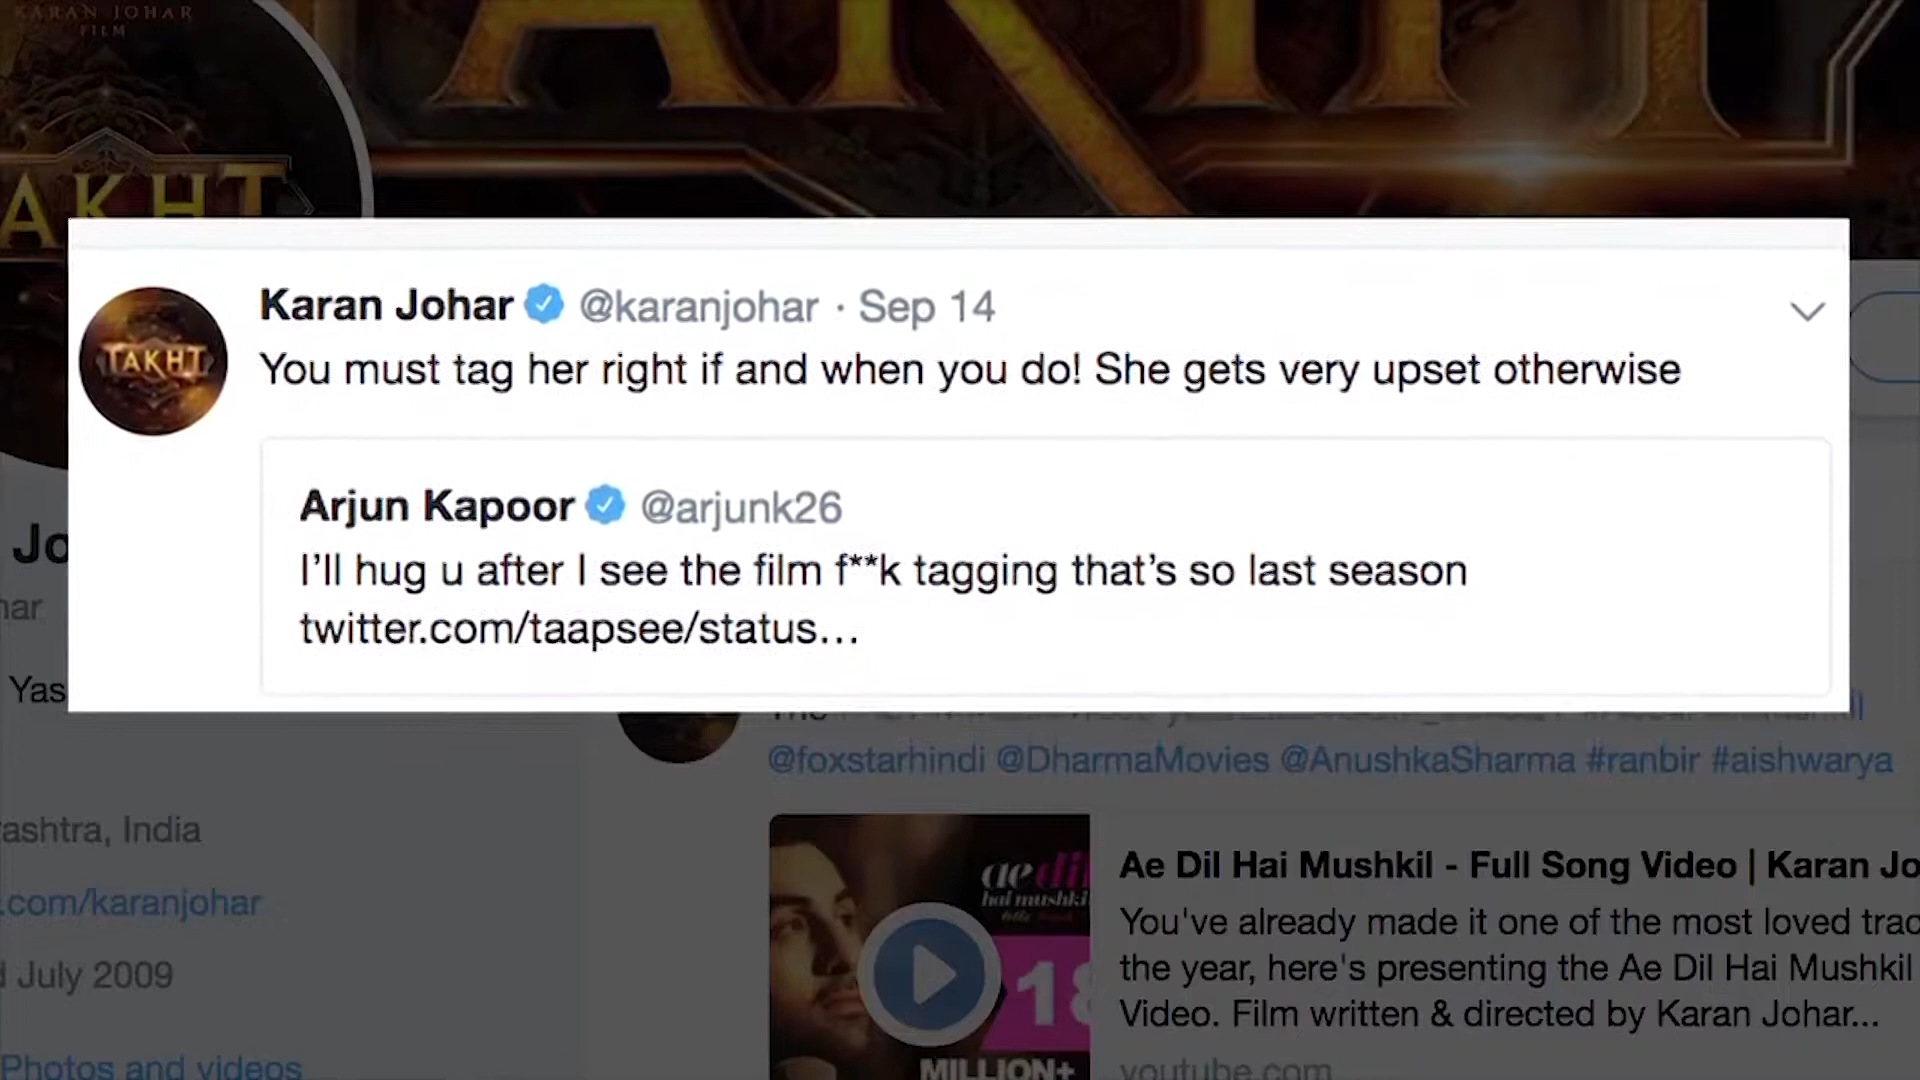 KARAN JOHAR
FILM
TAKHT
AKHT
Karan Johar @karanjohar · Sep 14
You must tag her right if and when you do! She gets very upset otherwise
TAKHT
Arjun Kapoor @arjunk26
I'll hug u after I see the film f**k tagging that's so last season
twitter.com/taapsee/status...
Jo
har
Yas
@foxstarhindi @DharmaMovies @AnushkaSharma #ranbir #aishwarya
ashtra, India
.com/karanjohar
July 2009
Photos and videos
ae dil
hai mushkil
18
MILLION+
Ae Dil Hai Mushkil - Full Song Video | Karan Jo
You've already made it one of the most loved trac
the year, here's presenting the Ae Dil Hai Mushkil
Video. Film written & directed by Karan Johar...
youtube.com